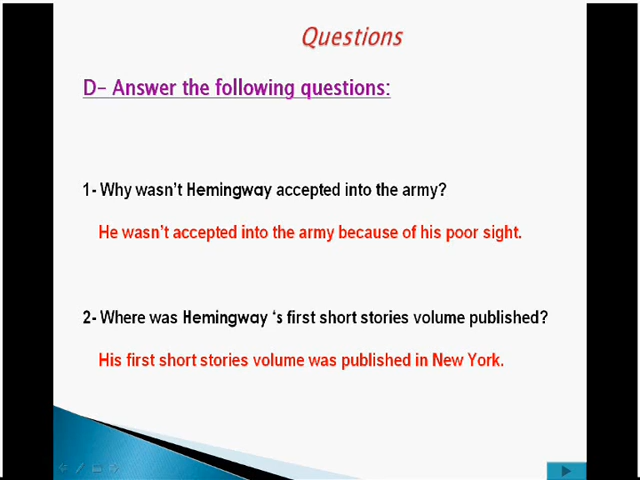 Questions
D- Answer the following questions:
1- Why wasn't Hemingway accepted into the army?
He wasn't accepted into the army because of his poor sight.
2- Where was Hemingway 's first short stories volume published?
His first short stories volume was published in New York.